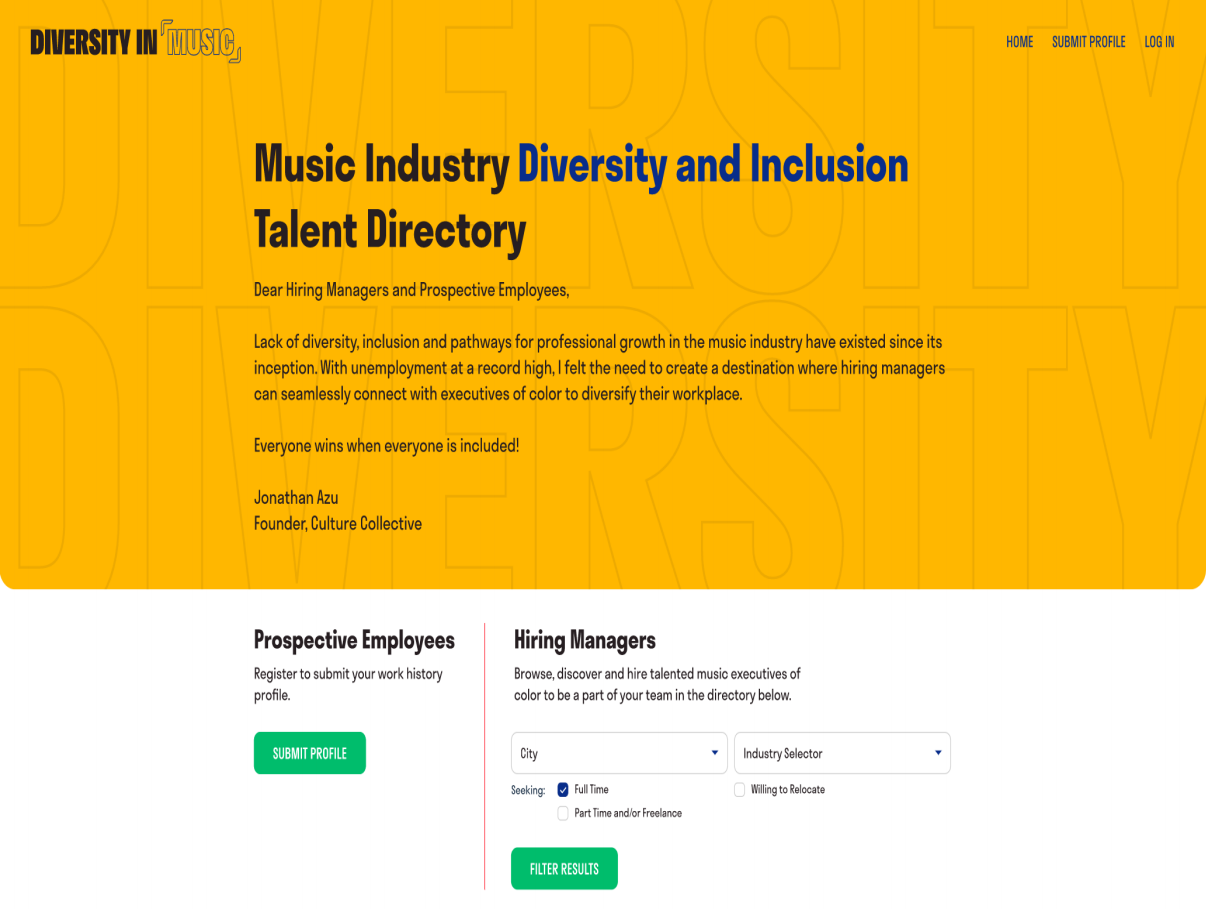 DIVERSITY IN MUSIC
HOME SUBMIT PROFILE LOG IN
DIVERSITY
DIVERSITY
Music Industry Diversity and Inclusion
Talent Directory
Dear Hiring Managers and Prospective Employees,
Lack of diversity, inclusion and pathways for professional growth in the music industry have existed since its
inception. With unemployment at a record high, I felt the need to create a destination where hiring managers
can seamlessly connect with executives of color to diversify their workplace.
Everyone wins when everyone is included!
Jonathan Azu
Founder, Culture Collective
Prospective Employees
Register to submit your work history
profile.
SUBMIT PROFILE
Hiring Managers
Browse, discover and hire talented music executives of
color to be a part of your team in the directory below.
City
Industry Selector
Seeking: Full Time
Willing to Relocate
Part Time and/or Freelance
FILTER RESULTS